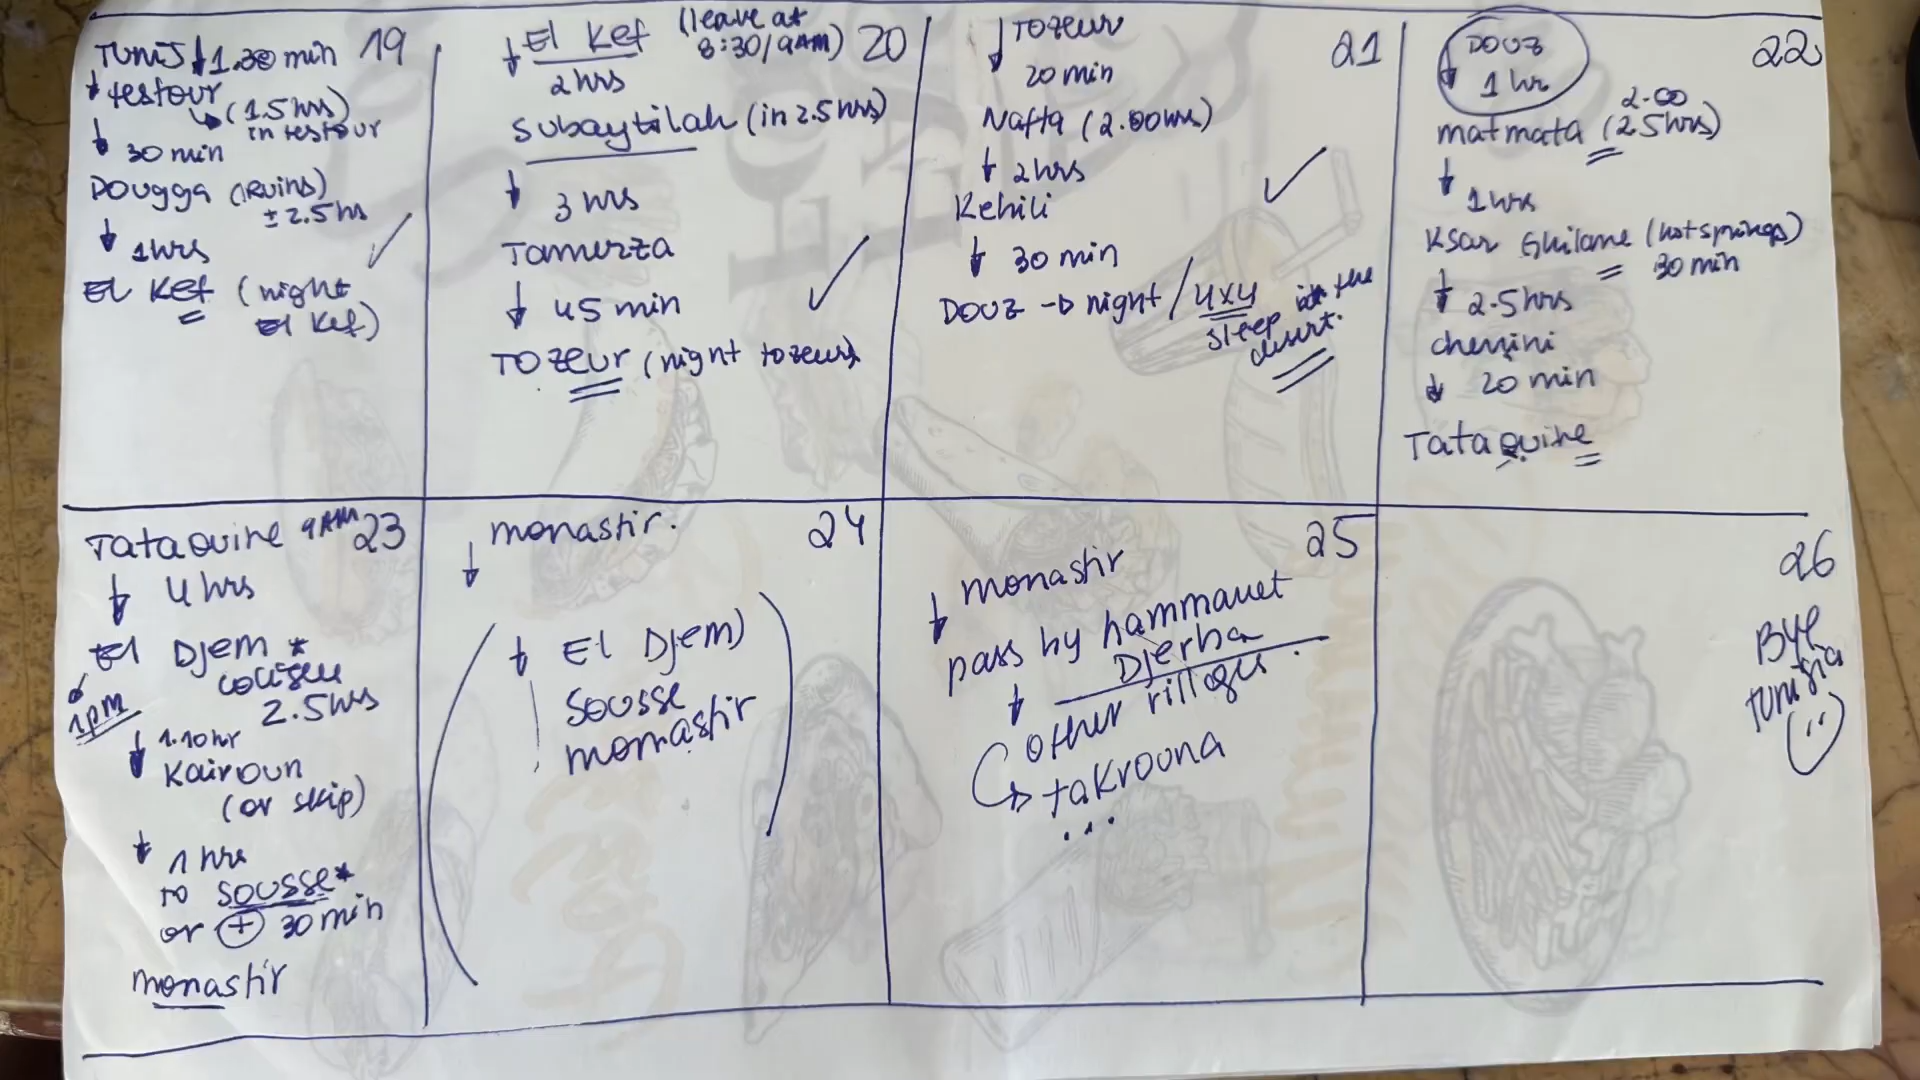 19
TUNIS ↓ 1.30 min
↓ testour
↳ (1.5 hrs)
in testour
↓ 30 min
Dougga (Ruins)
± 2.5 hs
↓ 1 hrs
El Kef (night
El Kef)
20
↓ El Kef (leave at
8:30/9AM)
2 hrs
Subaytilah (in 2.5 hrs)
↓ 3 hrs
Tamerza
↓ 45 min
TOZEUR (night tozeur)
21
↓ Tozeur
20 min
Nafta (2.00 hrs)
↓ 2 hrs
Kebili
↓ 30 min
DOUZ → night / 4x4
sleep in the
desert.
22
DOUZ
↓ 1 hr
2.00
matmata (2.5 hrs)
↓ 1 hrs
Ksar Ghilane (hot springs)
30 min
↓ 2.5 hrs
chenini
↓ 20 min
Tataouine
23
Tataouine 9AM
↓ 4 hrs
El Djem *
2.5 hrs
1pm
↓ 1.10 hr
Kairoun
(or skip)
↓ 1 hrs
to Sousse*
or + 30 min
monastir
24
monastir.
↓
(↓ El Djem)
Sousse
monastir)
25
↓ monastir
pass by hammamet
Djerba
↓ other villages.
↳ takrouna
...
26
Bye
tunisia